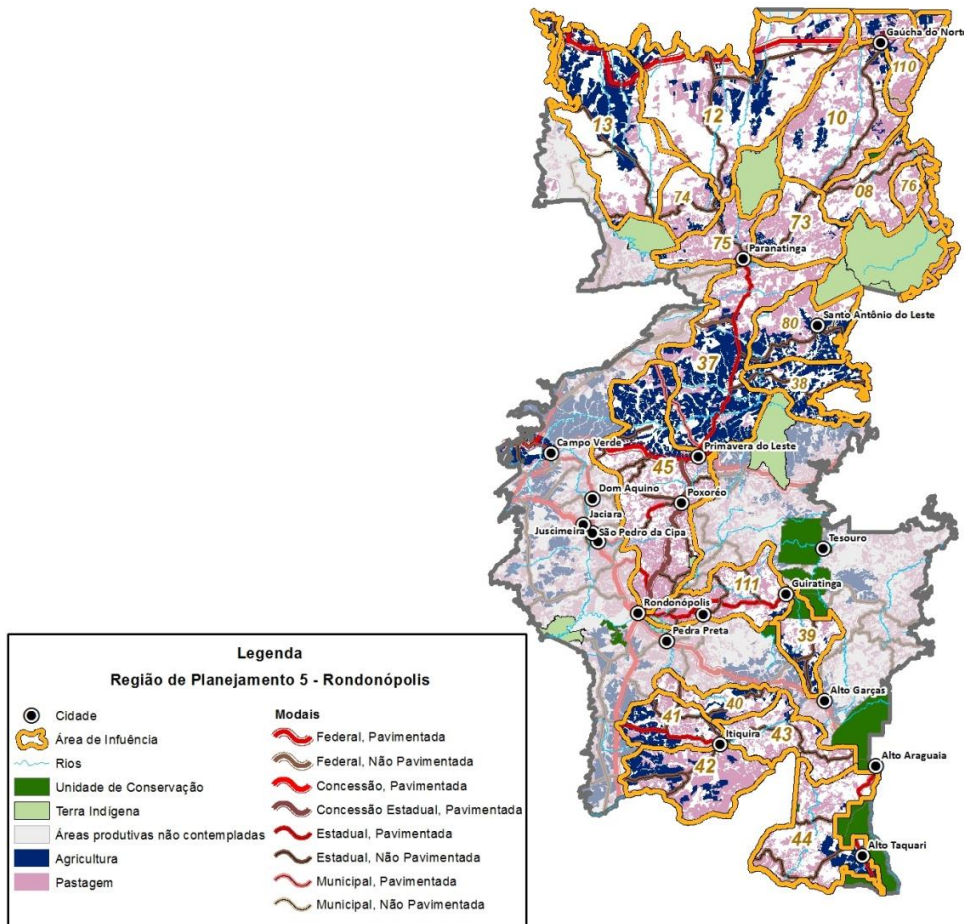 Gaúcha do Norte
110
13
12
10
08
76
74
73
75
Paranatinga
Santo Antônio do Leste
80
37
38
Campo Verde
Primavera do Leste
45
Dom Aquino
Poxoréo
Jaciara
Juscimeira
São Pedro da Cipa
Tesouro
111
Guiratinga
Rondonópolis
Pedra Preta
39
Alto Garças
40
41
43
Itiquira
42
Alto Araguaia
44
Alto Taquari
Legenda
Região de Planejamento 5 - Rondonópolis
Cidade
Área de Infuência
Rios
Unidade de Conservação
Terra Indígena
Áreas produtivas não contempladas
Agricultura
Pastagem
Modais
Federal, Pavimentada
Federal, Não Pavimentada
Concessão, Pavimentada
Concessão Estadual, Pavimentada
Estadual, Pavimentada
Estadual, Não Pavimentada
Municipal, Pavimentada
Municipal, Não Pavimentada